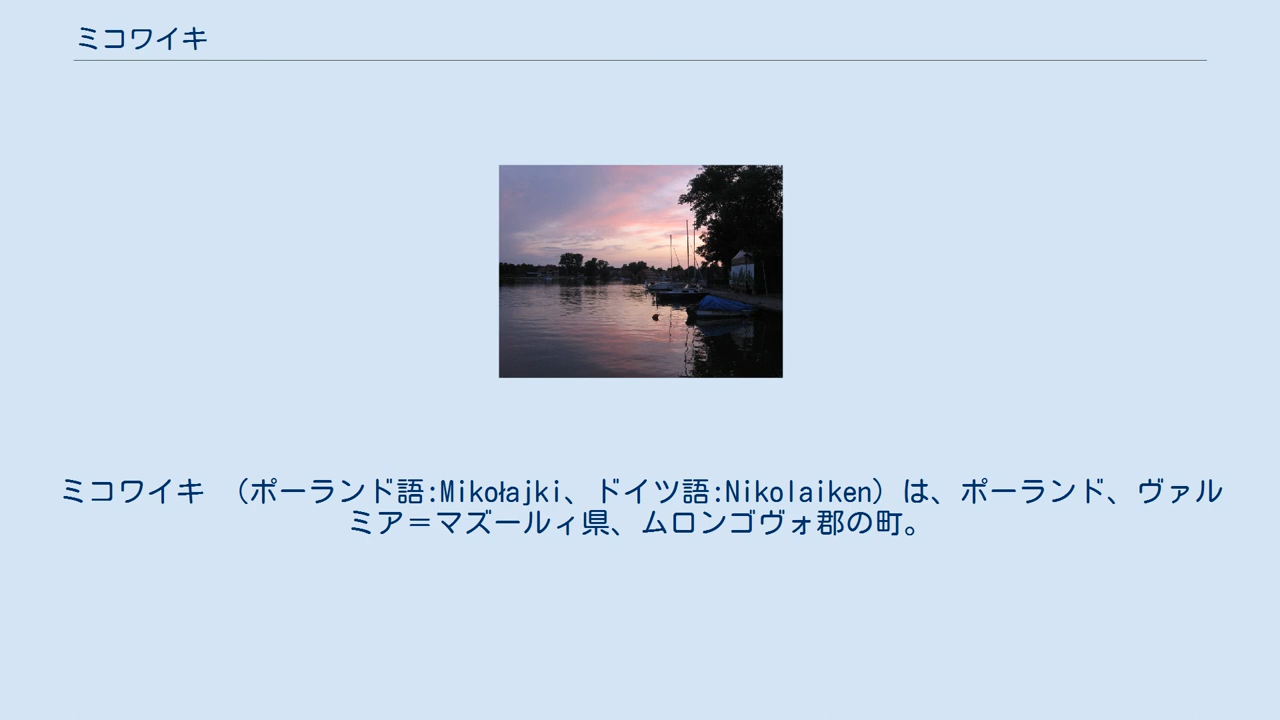 ミコワイキ
ミコワイキ （ポーランド語:Mikołajki、ドイツ語:Nikolaiken）は、ポーランド、ヴァル
ミア＝マズールィ県、ムロンゴヴォ郡の町。